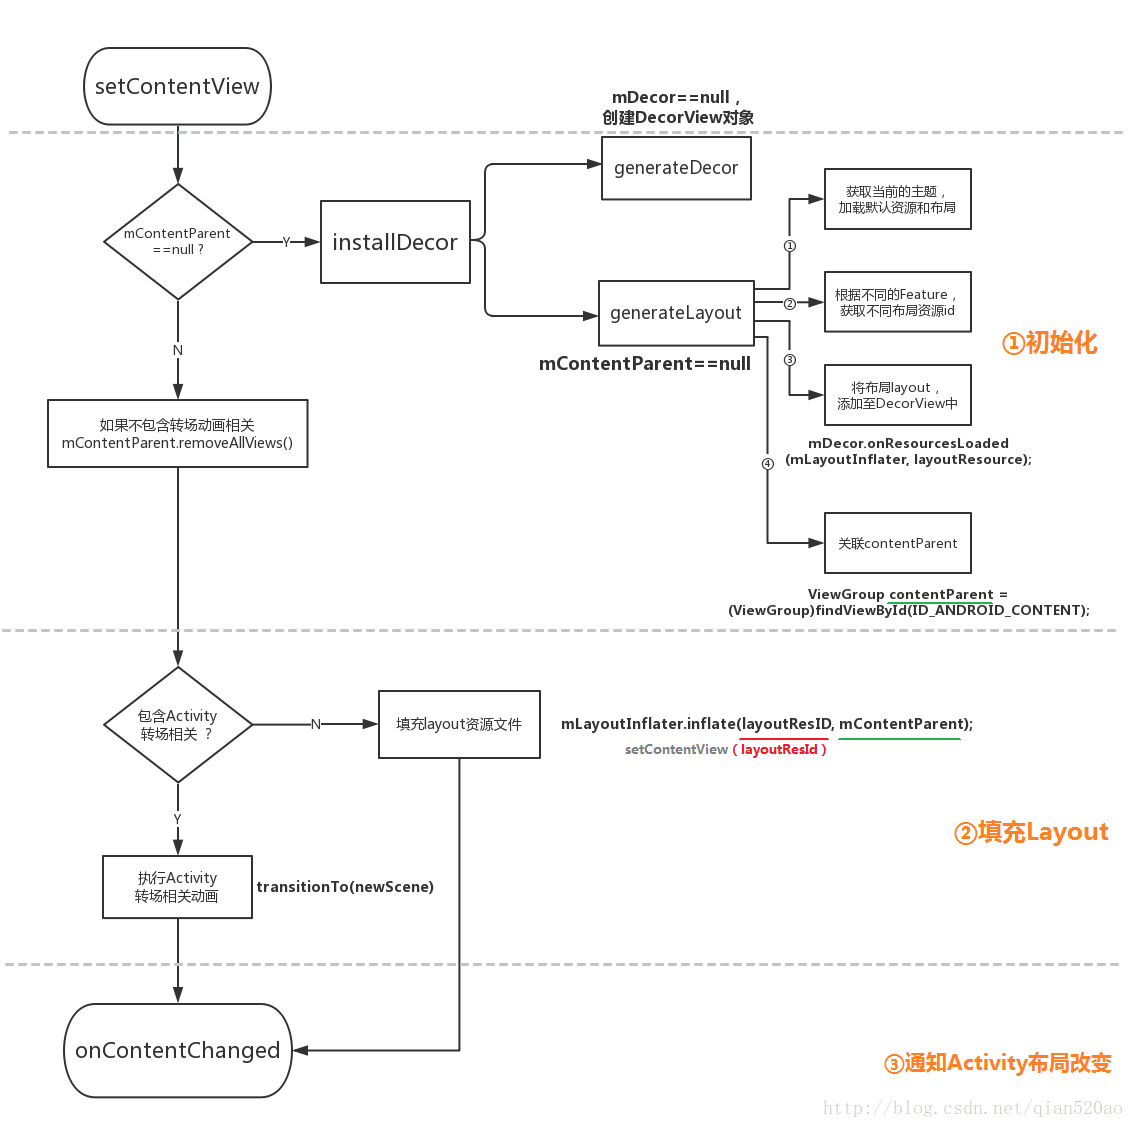 setContentView
mDecor==null，
创建DecorView对象
generateDecor
mContentParent
==null ?
Y
installDecor
获取当前的主题，
加载默认资源和布局
①
根据不同的Feature，
获取不同布局资源id
②
generateLayout
mContentParent==null
①初始化
N
③
将布局layout，
添加至DecorView中
mDecor.onResourcesLoaded
(mLayoutInflater, layoutResource);
如果不包含转场动画相关
mContentParent.removeAllViews()
④
关联contentParent
ViewGroup contentParent =
(ViewGroup)findViewById(ID_ANDROID_CONTENT);
包含Activity
转场相关 ？
N
填充layout资源文件
mLayoutInflater.inflate(layoutResID, mContentParent);
setContentView（layoutResId）
Y
②填充Layout
执行Activity
转场相关动画
transitionTo(newScene)
onContentChanged
③通知Activity布局改变
http://blog.csdn.net/qian520ao